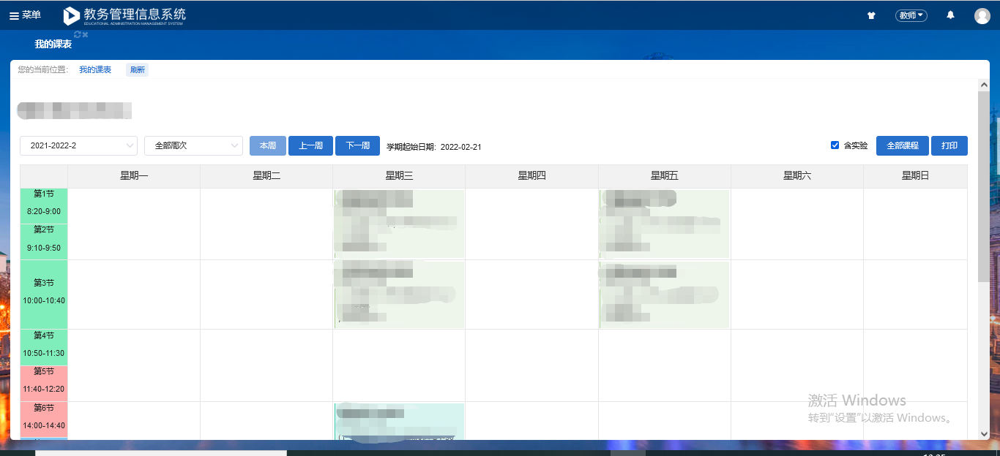 菜单 教务管理信息系统 教师
EDUCATIONAL ADMINISTRATION MANAGEMENT SYSTEM
我的课表
您的当前位置： 我的课表 刷新
2021-2022-2 全部周次 本周 上一周 下一周 学期起始日期：2022-02-21 含实验 全部课程 打印
星期一 星期二 星期三 星期四 星期五 星期六 星期日
第1节
8:20-9:00
第2节
9:10-9:50
第3节
10:00-10:40
第4节
10:50-11:30
第5节
11:40-12:20
第6节
14:00-14:40
激活 Windows
转到"设置"以激活 Windows。